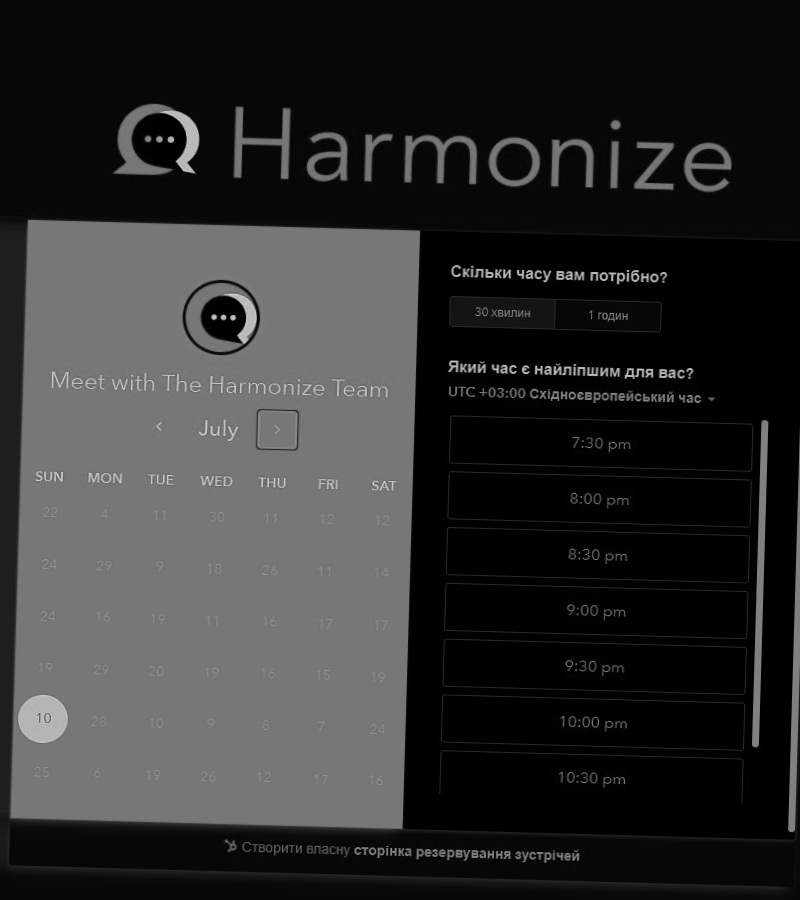 Harmonize
Meet with The Harmonize Team
July
SUN MON TUE WED THU FRI SAT
22 4 11 30 11 12 12
24 29 9 18 26 11 14
24 16 19 11 16 17 17
19 29 20 19 16 15 19
10 28 10 9 8 7 24
25 6 19 26 12 17 16
Скільки часу вам потрібно?
30 хвилин 1 годин
Який час є найліпшим для вас?
UTC +03:00 Східноєвропейський час
7:30 pm
8:00 pm
8:30 pm
9:00 pm
9:30 pm
10:00 pm
10:30 pm
Створити власну сторінка резервування зустрічей